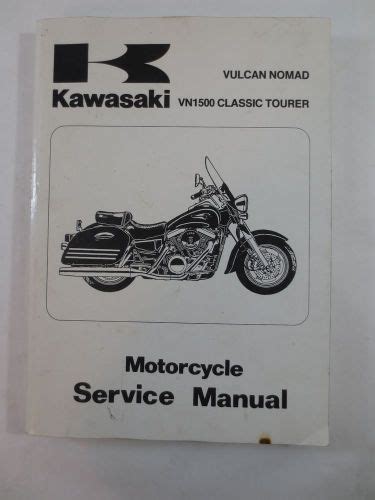 VULCAN NOMAD
Kawasaki VN1500 CLASSIC TOURER
Motorcycle
Service Manual